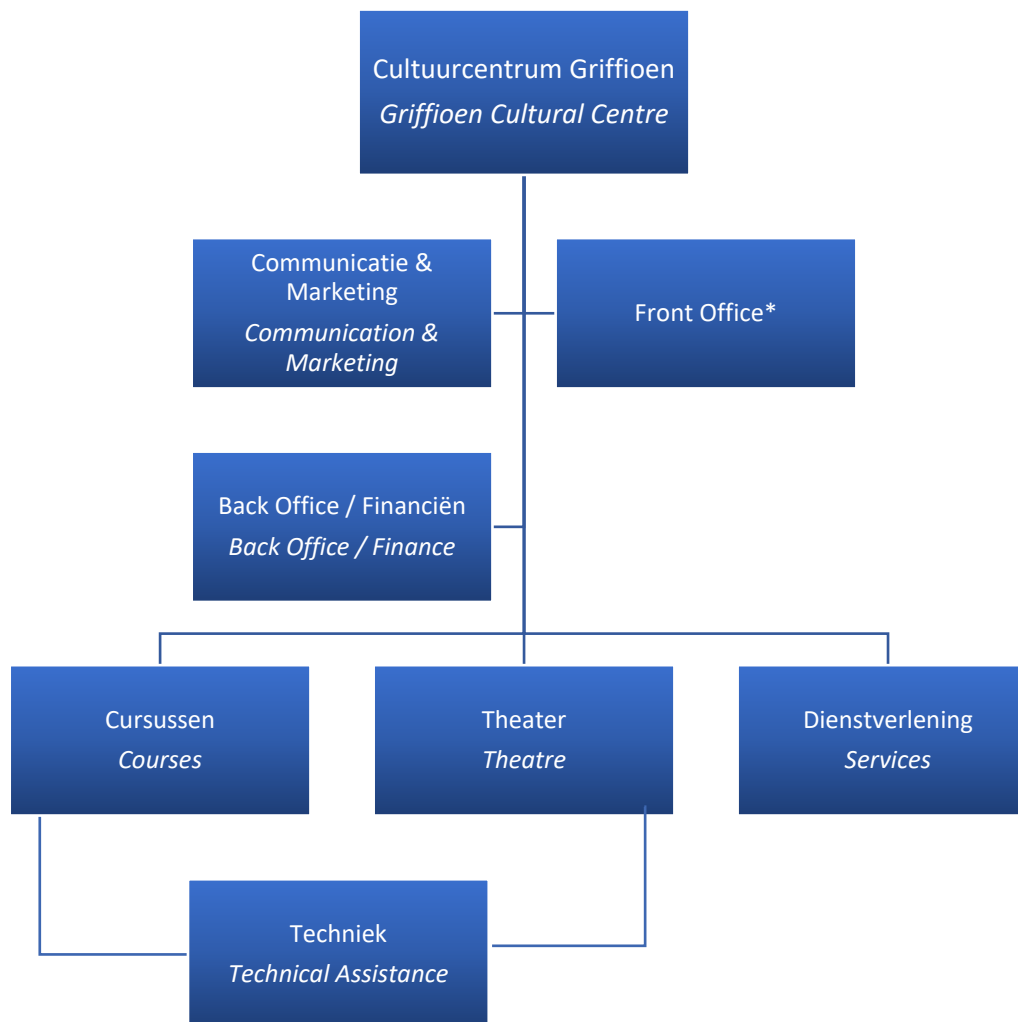 Cultuurcentrum Griffioen
Griffioen Cultural Centre
Communicatie &
Marketing
Communication &
Marketing
Front Office*
Back Office / Financiën
Back Office / Finance
Cursussen
Courses
Theater
Theatre
Dienstverlening
Services
Techniek
Technical Assistance